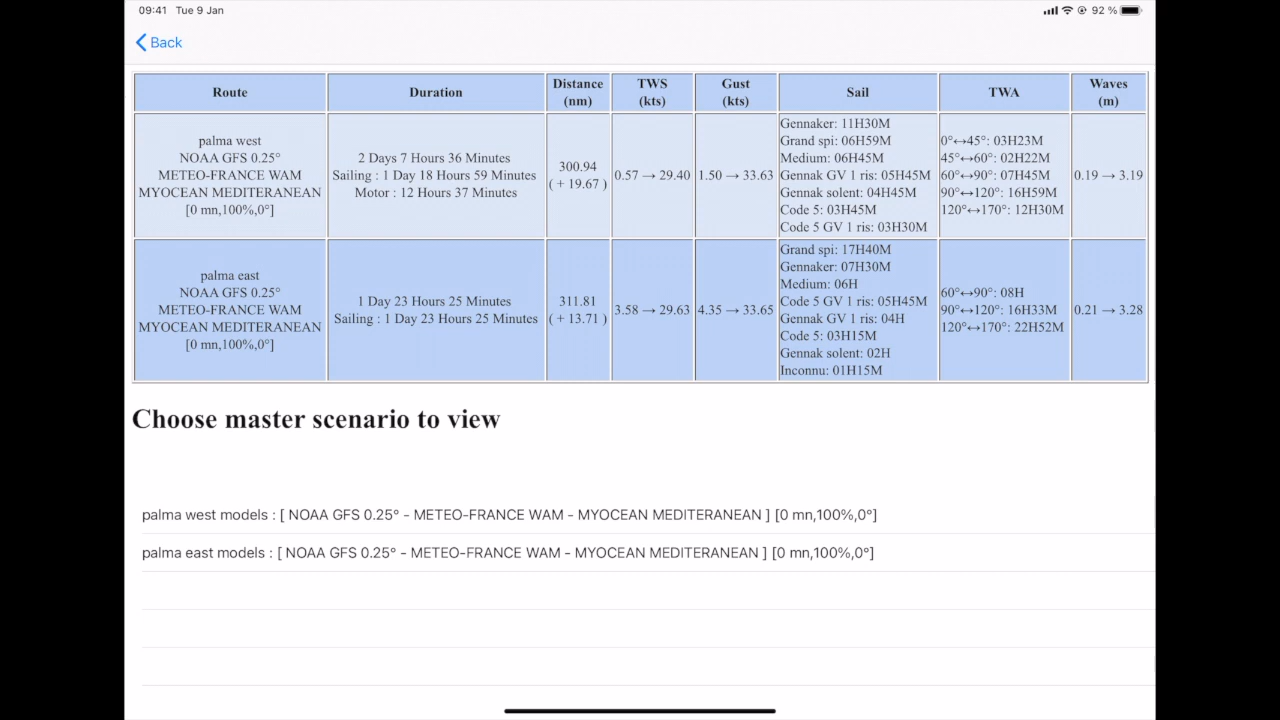 09:41 Tue 9 Jan
92 %
Back
Route
Duration
Distance
(nm)
TWS
(kts)
Gust
(kts)
Sail
TWA
Waves
(m)
palma west
NOAA GFS 0.25°
METEO-FRANCE WAM
MYOCEAN MEDITERANEAN
[0 mn,100%,0°]
2 Days 7 Hours 36 Minutes
Sailing : 1 Day 18 Hours 59 Minutes
Motor : 12 Hours 37 Minutes
300.94
( + 19.67 )
0.57 → 29.40
1.50 → 33.63
Gennaker: 11H30M
Grand spi: 06H59M
Medium: 06H45M
Gennak GV 1 ris: 05H45M
Gennak solent: 04H45M
Code 5: 03H45M
Code 5 GV 1 ris: 03H30M
0°↔45°: 03H23M
45°↔60°: 02H22M
60°↔90°: 07H45M
90°↔120°: 16H59M
120°↔170°: 12H30M
0.19 → 3.19
palma east
NOAA GFS 0.25°
METEO-FRANCE WAM
MYOCEAN MEDITERANEAN
[0 mn,100%,0°]
1 Day 23 Hours 25 Minutes
Sailing : 1 Day 23 Hours 25 Minutes
311.81
( + 13.71 )
3.58 → 29.63
4.35 → 33.65
Grand spi: 17H40M
Gennaker: 07H30M
Medium: 06H
Code 5 GV 1 ris: 05H45M
Gennak GV 1 ris: 04H
Code 5: 03H15M
Gennak solent: 02H
Inconnu: 01H15M
60°↔90°: 08H
90°↔120°: 16H33M
120°↔170°: 22H52M
0.21 → 3.28
Choose master scenario to view
palma west models : [ NOAA GFS 0.25° - METEO-FRANCE WAM - MYOCEAN MEDITERANEAN ] [0 mn,100%,0°]
palma east models : [ NOAA GFS 0.25° - METEO-FRANCE WAM - MYOCEAN MEDITERANEAN ] [0 mn,100%,0°]